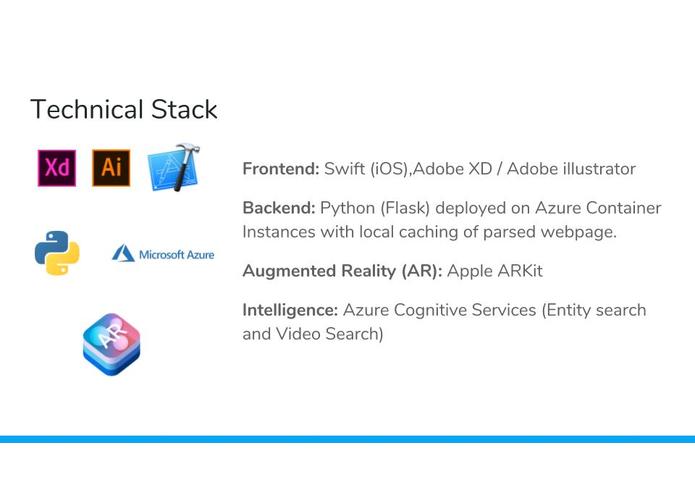 Technical Stack
Xd
Ai
Microsoft Azure
AR
Frontend: Swift (iOS),Adobe XD / Adobe illustrator
Backend: Python (Flask) deployed on Azure Container
Instances with local caching of parsed webpage.
Augmented Reality (AR): Apple ARKit
Intelligence: Azure Cognitive Services (Entity search
and Video Search)